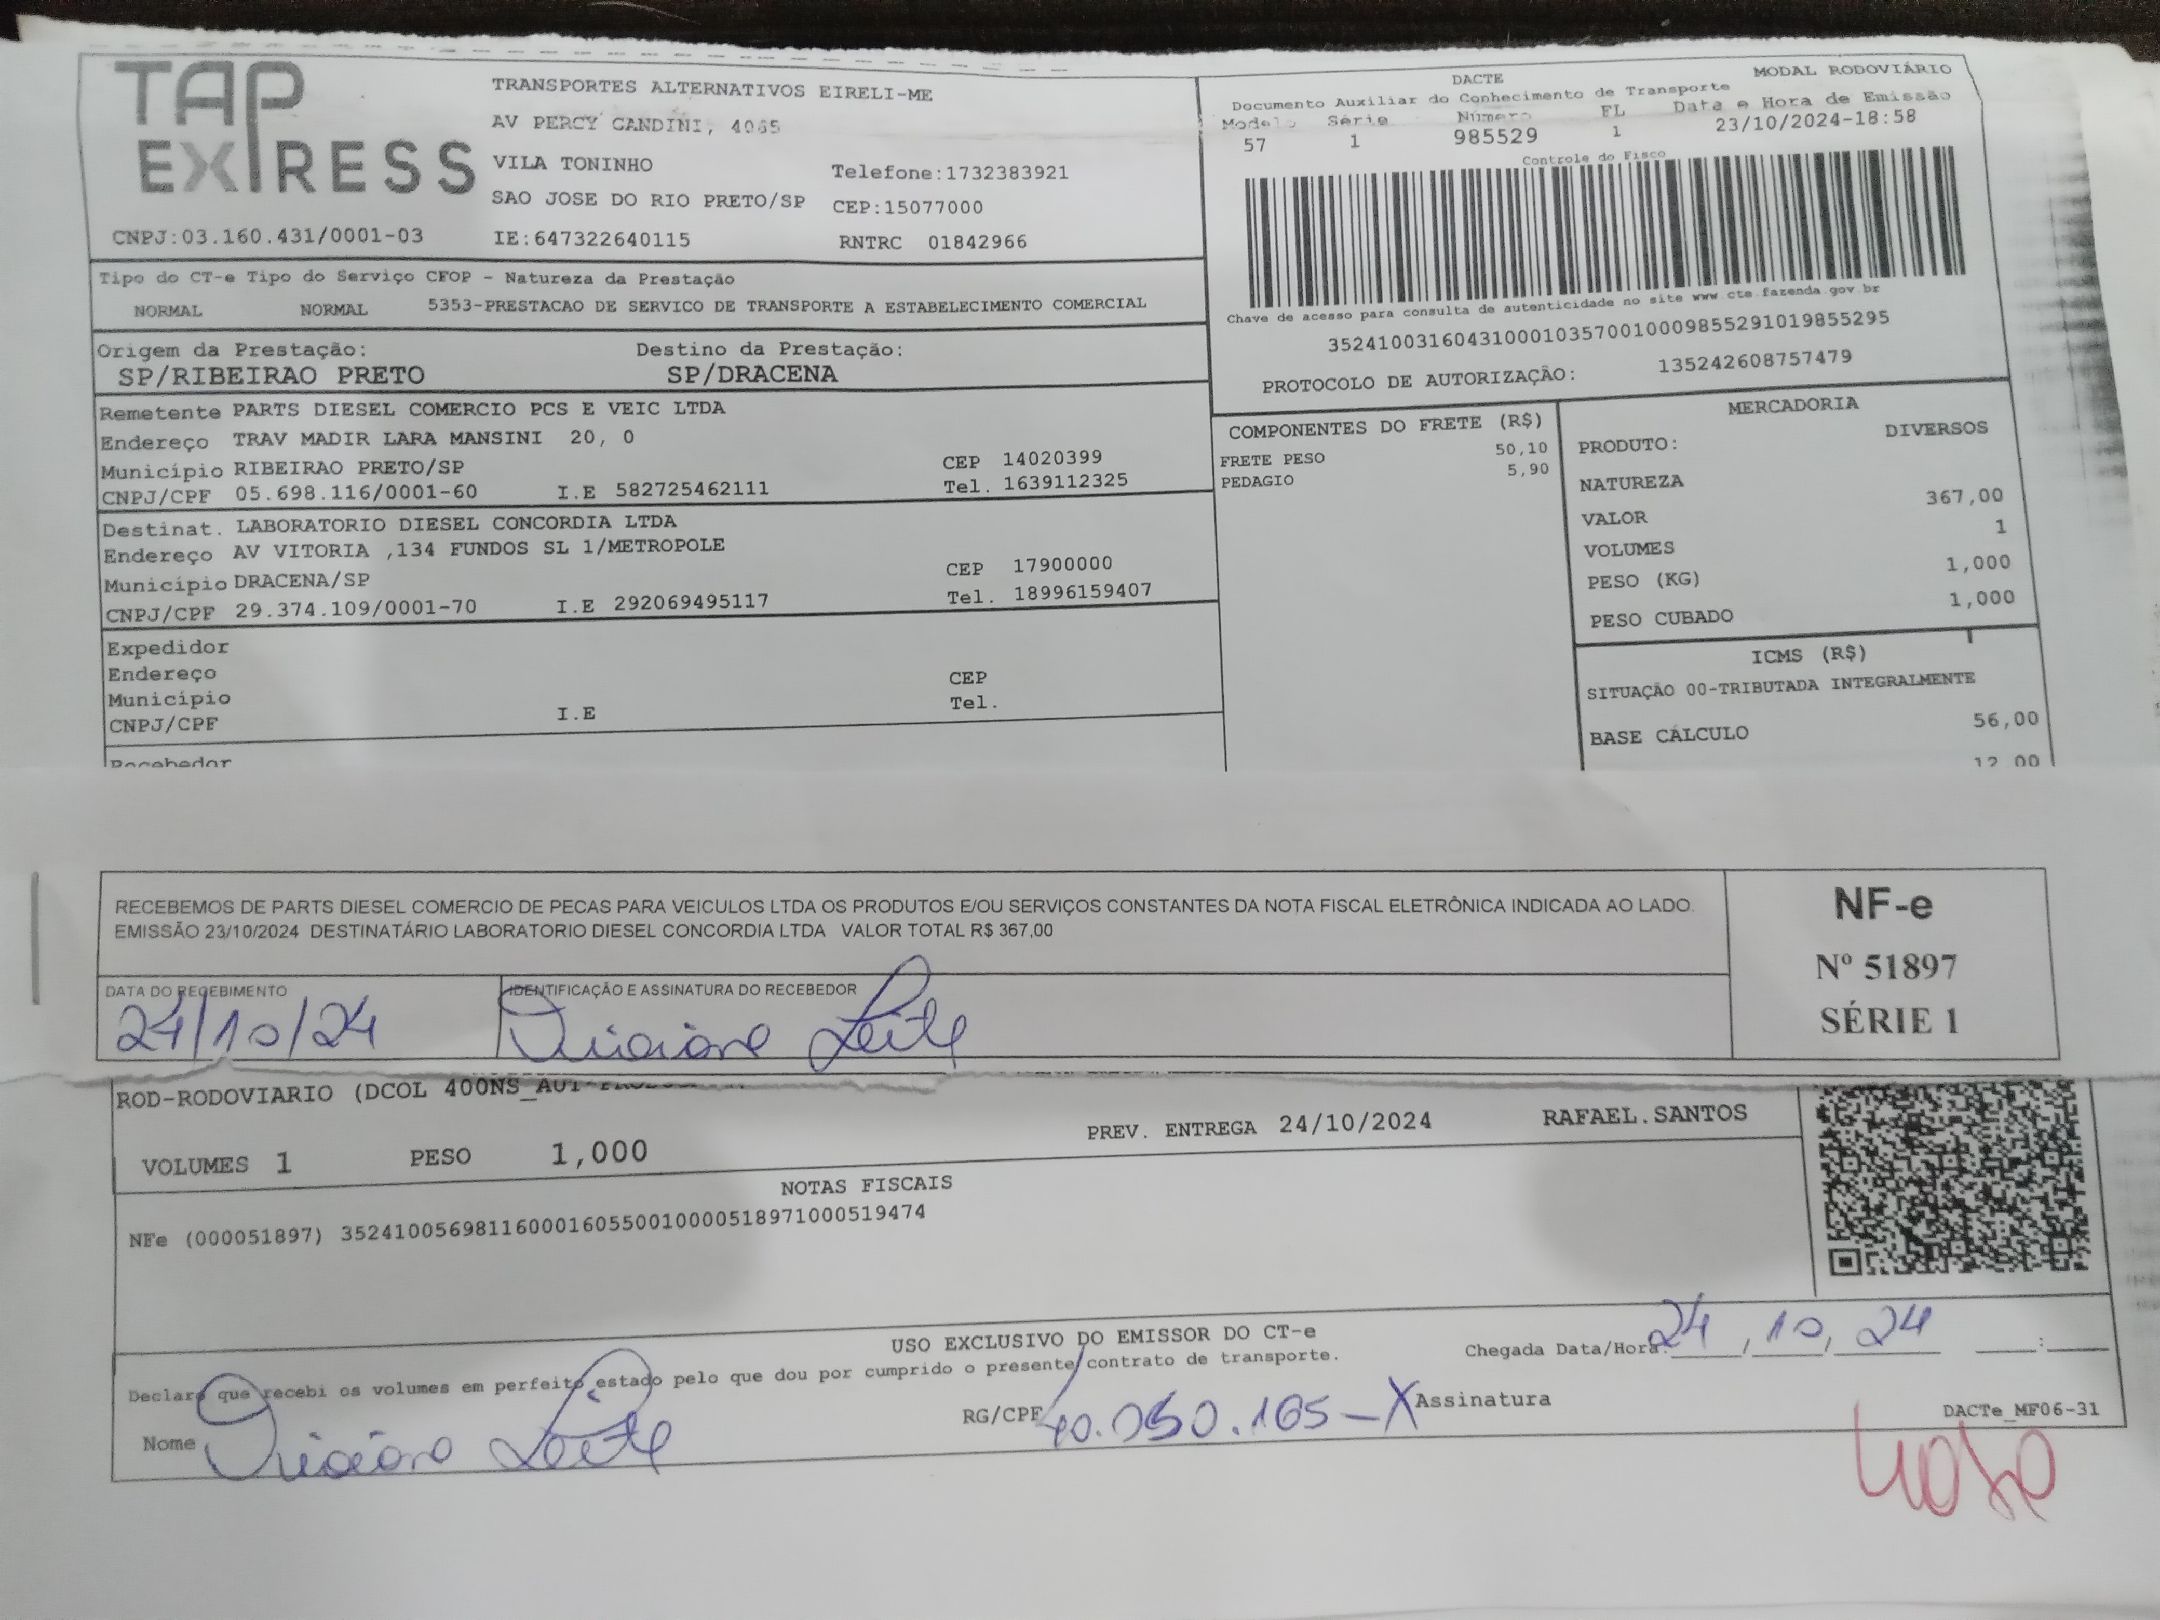 TAP EXPRESS
TRANSPORTES ALTERNATIVOS EIRELI-ME
AV PERCY GANDINI, 4065
VILA TONINHO
Telefone:1732383921
SAO JOSE DO RIO PRETO/SP CEP:15077000
CNPJ:03.160.431/0001-03 IE:647322640115 RNTRC 01842966
DACTE MODAL RODOVIÁRIO
Documento Auxiliar do Conhecimento de Transporte
Modelo Série Número FL Data e Hora de Emissão
57 1 985529 1 23/10/2024-18:58
Controle do Fisco
Chave de acesso para consulta de autenticidade no site www.cte.fazenda.gov.br
35241003160431000103570010009855291019855295
PROTOCOLO DE AUTORIZAÇÃO: 135242608757479
Tipo do CT-e Tipo do Serviço CFOP - Natureza da Prestação
NORMAL NORMAL 5353-PRESTACAO DE SERVICO DE TRANSPORTE A ESTABELECIMENTO COMERCIAL
Origem da Prestação: Destino da Prestação:
SP/RIBEIRAO PRETO SP/DRACENA
Remetente PARTS DIESEL COMERCIO PCS E VEIC LTDA
Endereço TRAV MADIR LARA MANSINI 20, 0
Município RIBEIRAO PRETO/SP CEP 14020399
CNPJ/CPF 05.698.116/0001-60 I.E 582725462111 Tel. 1639112325
Destinat. LABORATORIO DIESEL CONCORDIA LTDA
Endereço AV VITORIA ,134 FUNDOS SL 1/METROPOLE
Município DRACENA/SP CEP 17900000
CNPJ/CPF 29.374.109/0001-70 I.E 292069495117 Tel. 18996159407
Expedidor
Endereço CEP
Município Tel.
CNPJ/CPF I.E
Recebedor
COMPONENTES DO FRETE (R$)
FRETE PESO 50,10
PEDAGIO 5,90
MERCADORIA
PRODUTO: DIVERSOS
NATUREZA
VALOR 367,00
VOLUMES 1
PESO (KG) 1,000
PESO CUBADO 1,000
ICMS (R$)
SITUAÇÃO 00-TRIBUTADA INTEGRALMENTE
BASE CÁLCULO 56,00
12,00
RECEBEMOS DE PARTS DIESEL COMERCIO DE PECAS PARA VEICULOS LTDA OS PRODUTOS E/OU SERVIÇOS CONSTANTES DA NOTA FISCAL ELETRÔNICA INDICADA AO LADO.
EMISSÃO 23/10/2024 DESTINATÁRIO LABORATORIO DIESEL CONCORDIA LTDA VALOR TOTAL R$ 367,00
DATA DO RECEBIMENTO IDENTIFICAÇÃO E ASSINATURA DO RECEBEDOR
24/10/24 Leite
NF-e
Nº 51897
SÉRIE 1
ROD-RODOVIARIO (DCOL 400NS_AUT
VOLUMES 1 PESO 1,000 PREV. ENTREGA 24/10/2024 RAFAEL.SANTOS
NOTAS FISCAIS
NFe (000051897) 35241005698116000160550010000518971000519474
USO EXCLUSIVO DO EMISSOR DO CT-e
Declaro que recebi os volumes em perfeito estado pelo que dou por cumprido o presente contrato de transporte.
Chegada Data/Hora: 24, 10, 24 :
Nome Leite RG/CPF 40.050.165-X Assinatura
DACTe_MF06-31